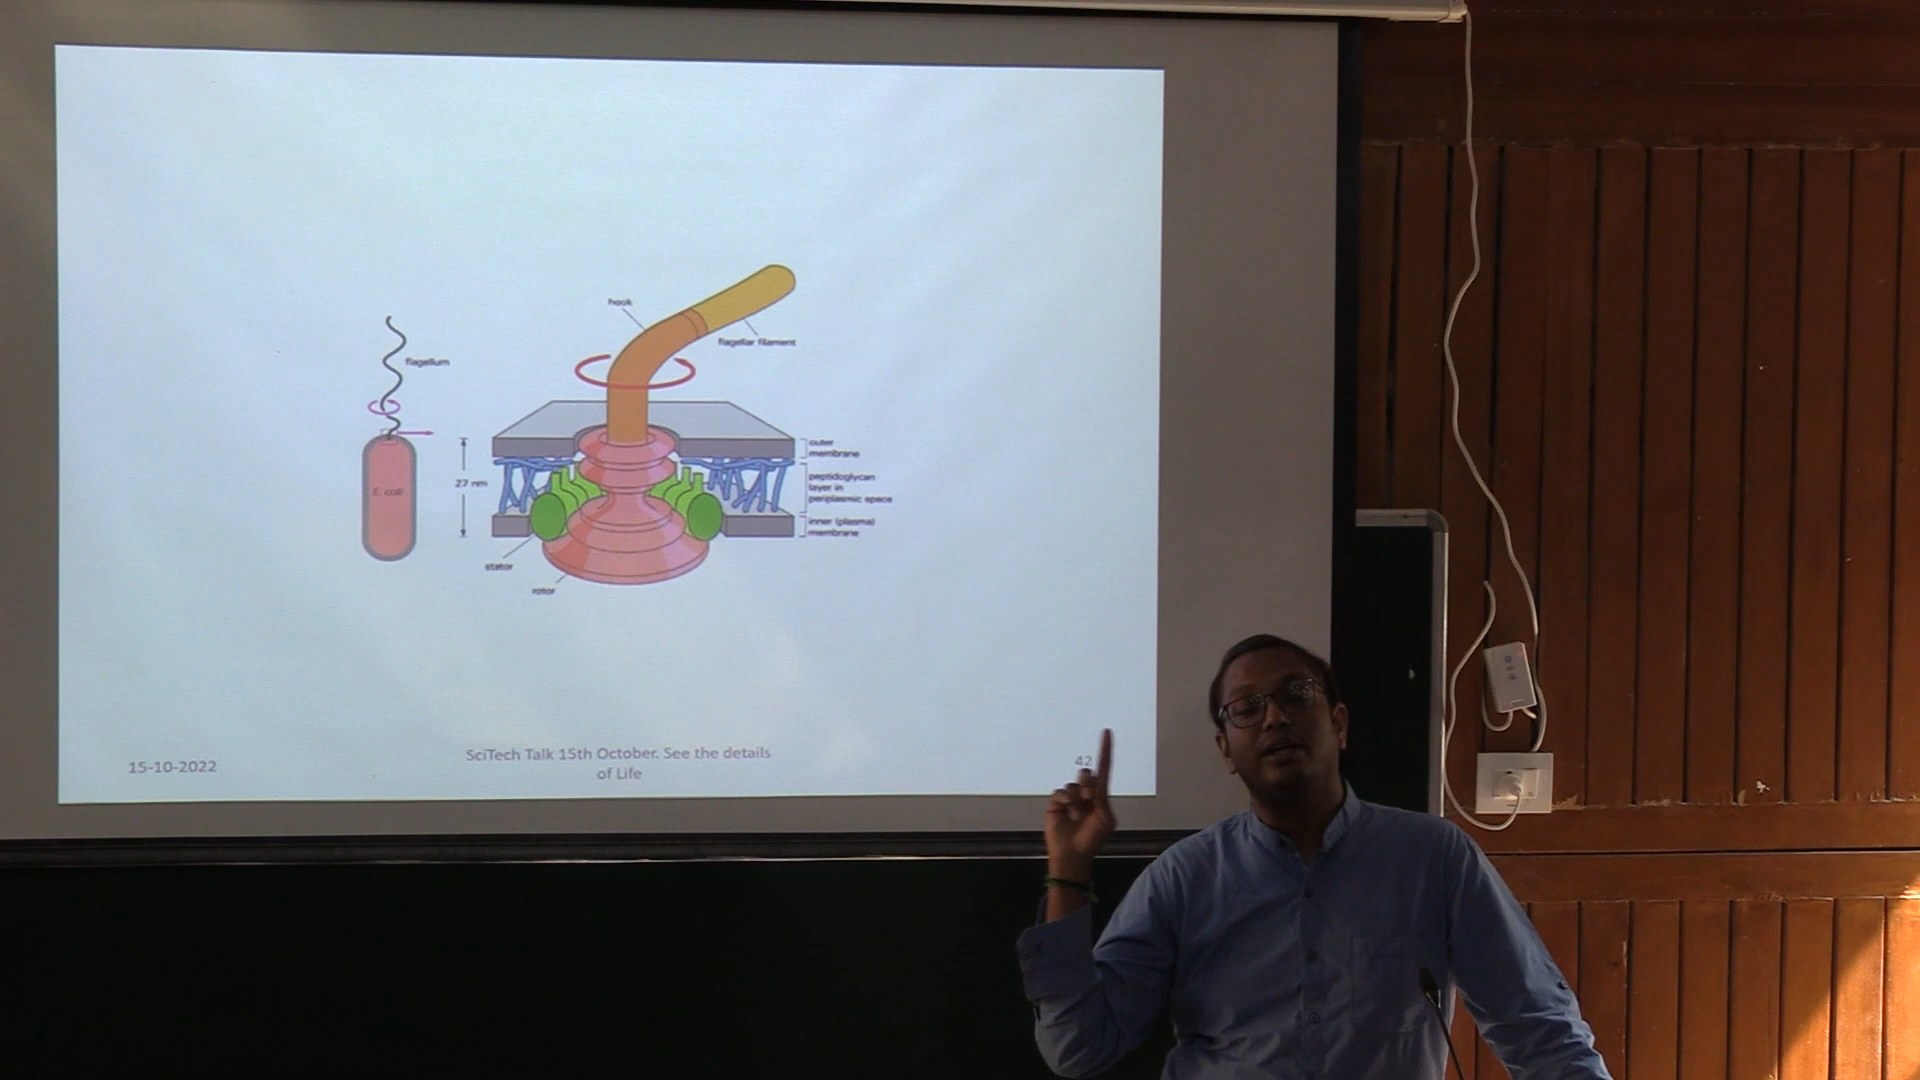 hook
flagellar filament
flagellum
outer
membrane
27 nm
E. coli
peptidoglycan
layer in
periplasmic space
inner (plasma)
membrane
stator
rotor
15-10-2022
SciTech Talk 15th October. See the details
of Life
42